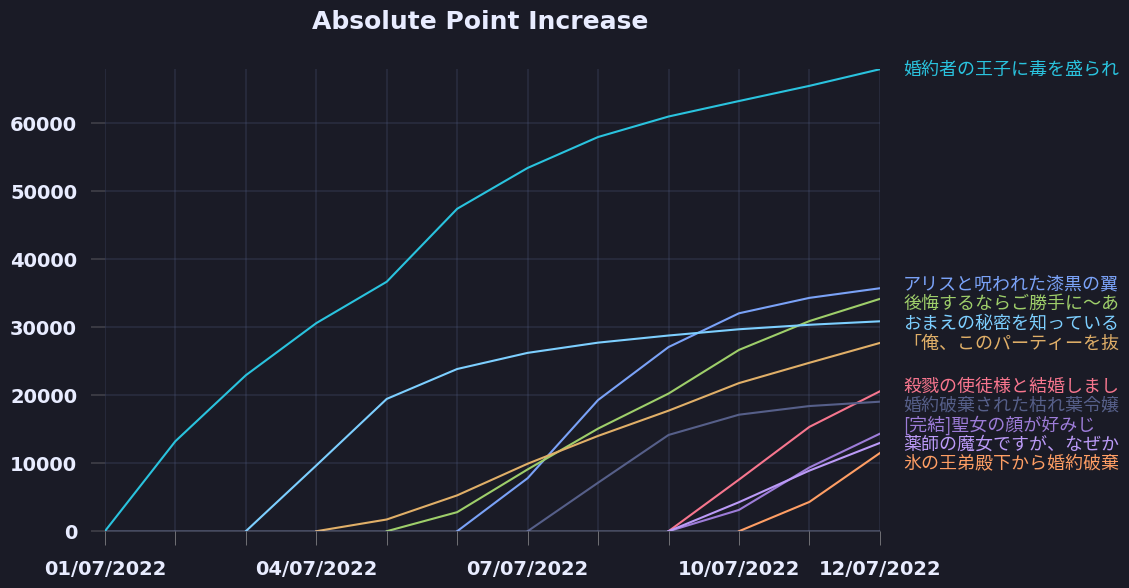 Absolute Point Increase
婚約者の王子に毒を盛られ
60000
50000
40000
アリスと呪われた漆黒の翼
後悔するならご勝手に～あ
30000
おまえの秘密を知っている
「俺、このパーティーを抜
20000
殺戮の使徒様と結婚しまし
婚約破棄された枯れ葉令嬢
[完結]聖女の顔が好みじ
薬師の魔女ですが、なぜか
10000
氷の王弟殿下から婚約破棄
0
01/07/2022 04/07/2022 07/07/2022 10/07/2022 12/07/2022